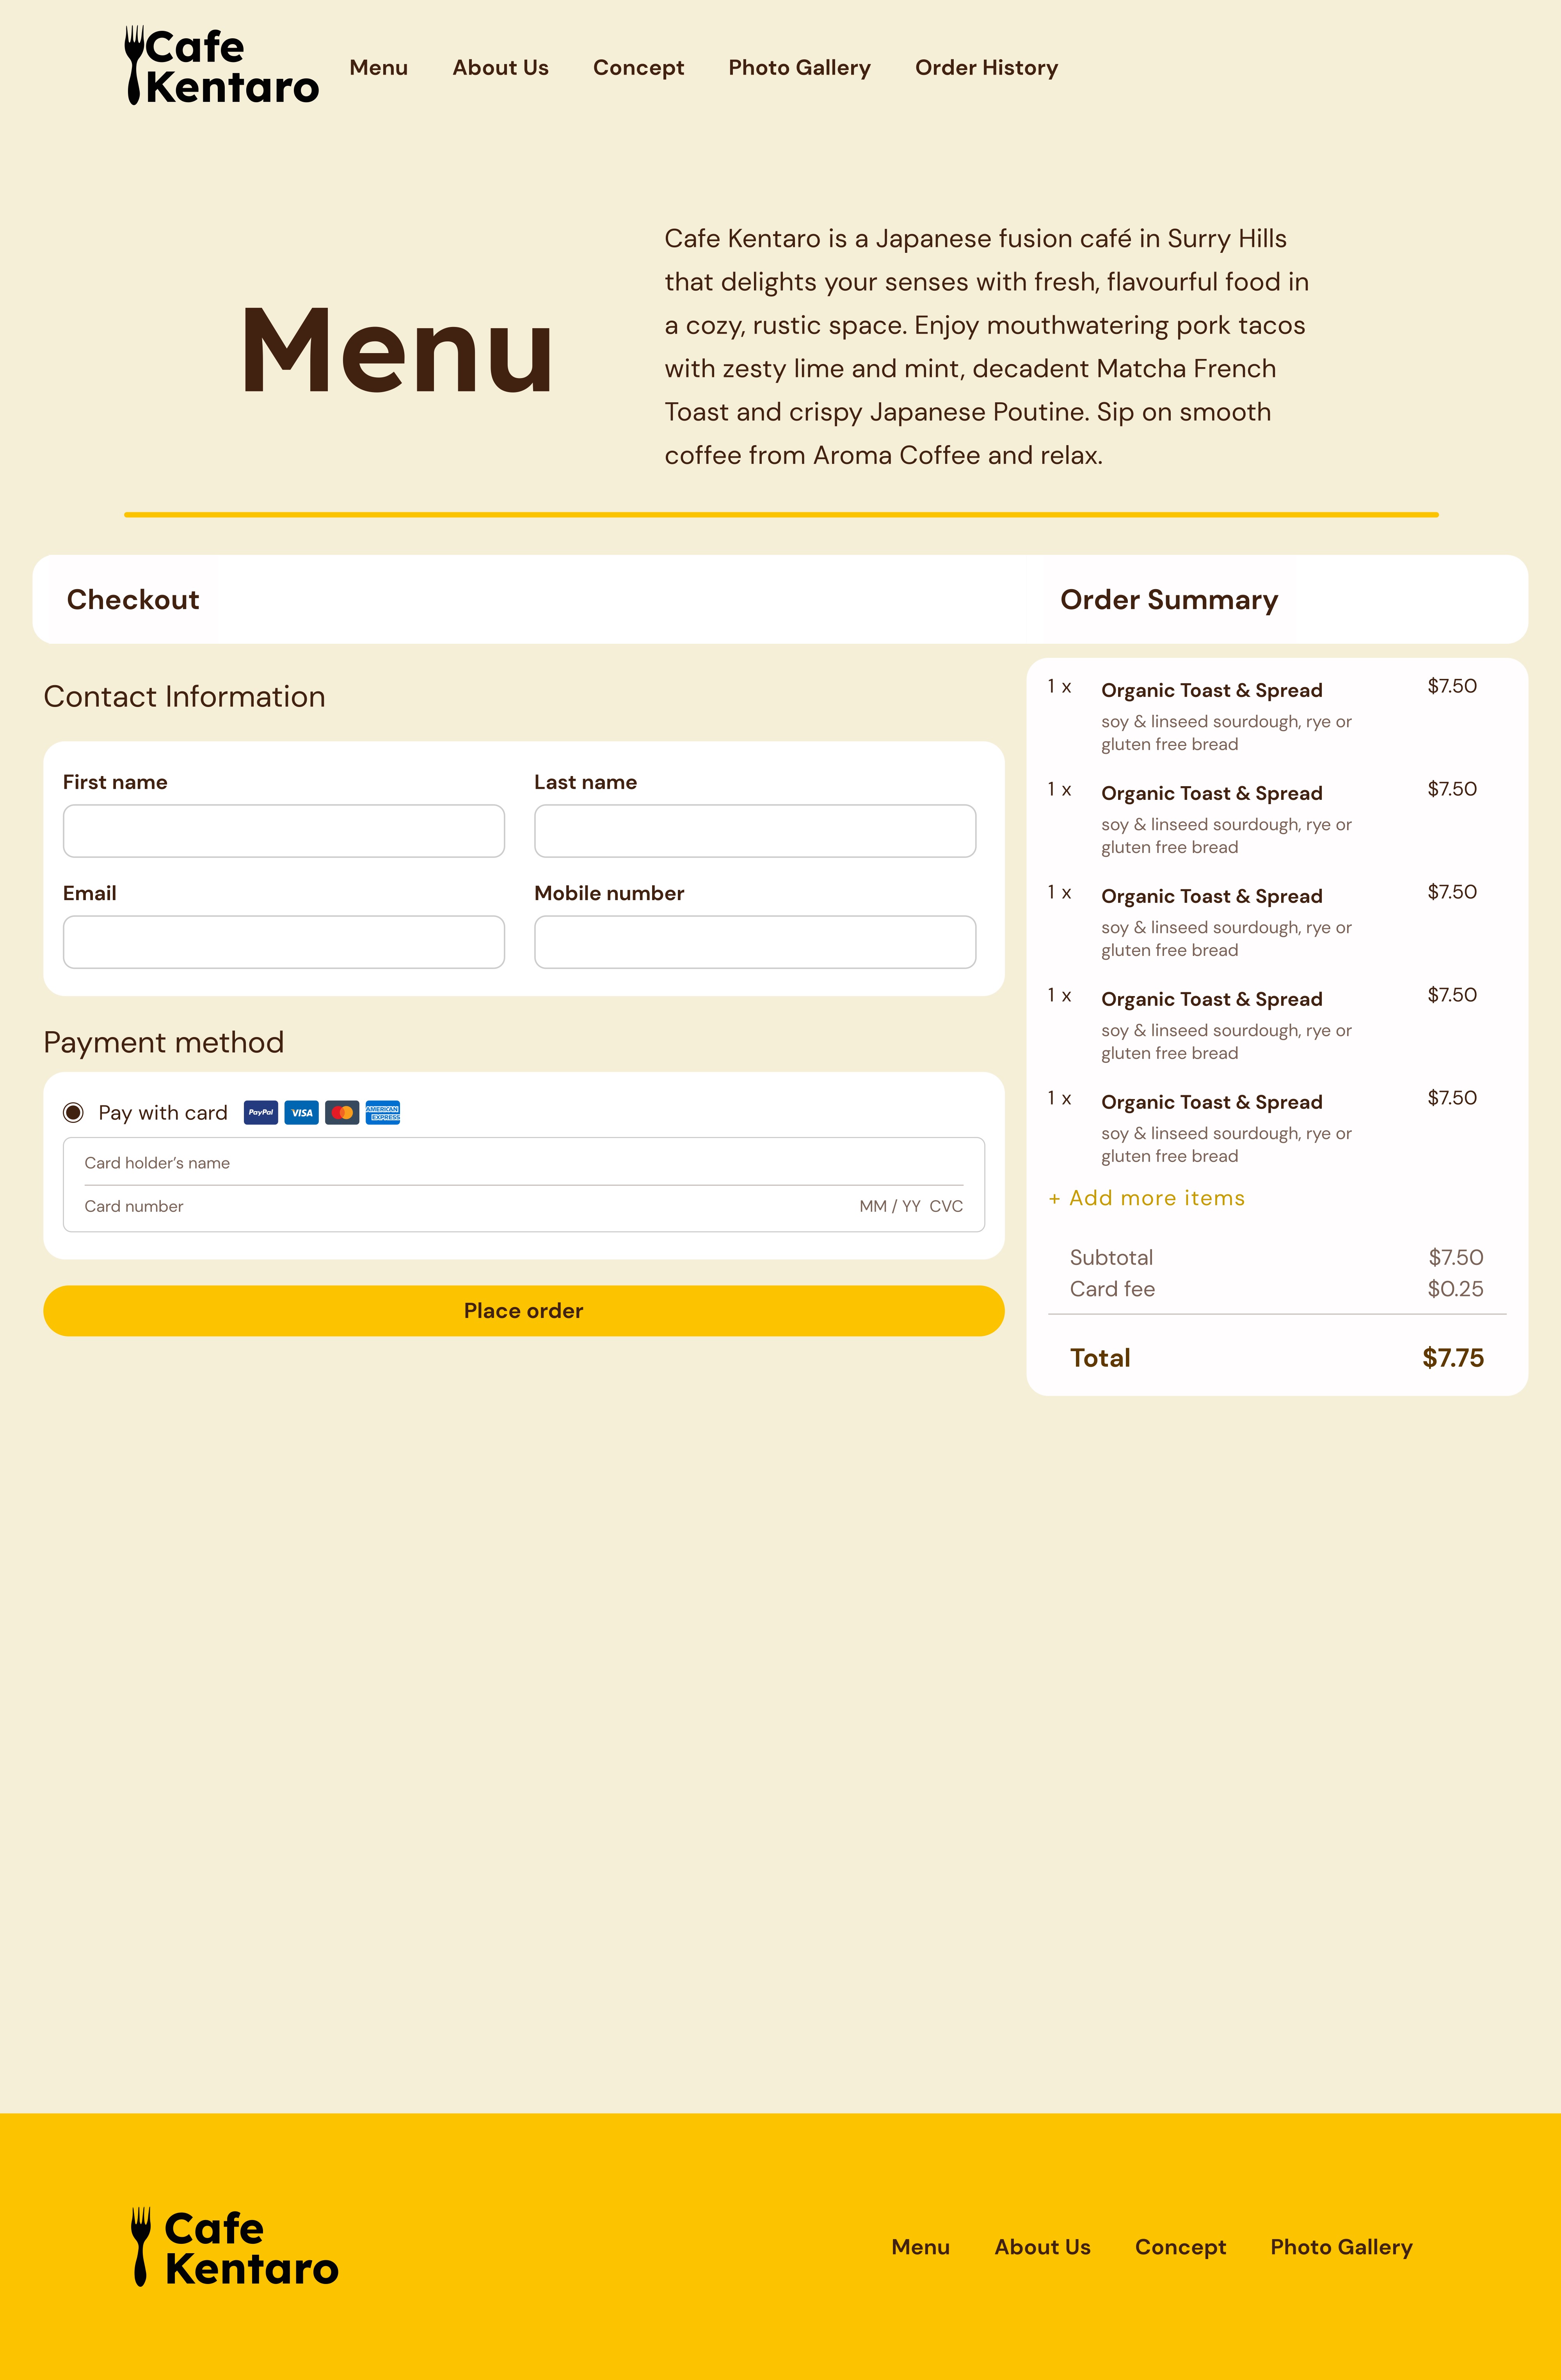 Cafe
Kentaro
Menu About Us Concept Photo Gallery Order History
Menu
Cafe Kentaro is a Japanese fusion café in Surry Hills
that delights your senses with fresh, flavourful food in
a cozy, rustic space. Enjoy mouthwatering pork tacos
with zesty lime and mint, decadent Matcha French
Toast and crispy Japanese Poutine. Sip on smooth
coffee from Aroma Coffee and relax.
Checkout
Contact Information
First name
Last name
Email
Mobile number
Payment method
Pay with card PayPal VISA AMERICAN EXPRESS
Card holder’s name
Card number MM / YY CVC
Place order
Order Summary
1 x Organic Toast & Spread $7.50
soy & linseed sourdough, rye or
gluten free bread
1 x Organic Toast & Spread $7.50
soy & linseed sourdough, rye or
gluten free bread
1 x Organic Toast & Spread $7.50
soy & linseed sourdough, rye or
gluten free bread
1 x Organic Toast & Spread $7.50
soy & linseed sourdough, rye or
gluten free bread
1 x Organic Toast & Spread $7.50
soy & linseed sourdough, rye or
gluten free bread
+ Add more items
Subtotal $7.50
Card fee $0.25
Total $7.75
Cafe
Kentaro
Menu About Us Concept Photo Gallery